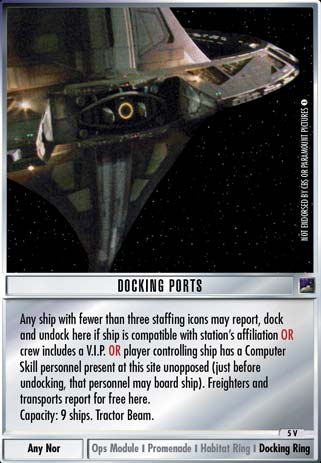 NOT ENDORSED BY CBS OR PARAMOUNT PICTURES
DOCKING PORTS
Any ship with fewer than three staffing icons may report, dock
and undock here if ship is compatible with station's affiliation OR
crew includes a V.I.P. OR player controlling ship has a Computer
Skill personnel present at this site unopposed (just before
undocking, that personnel may board ship). Freighters and
transports report for free here.
Capacity: 9 ships. Tractor Beam.
5 V
Any Nor
Ops Module I Promenade I Habitat Ring I Docking Ring